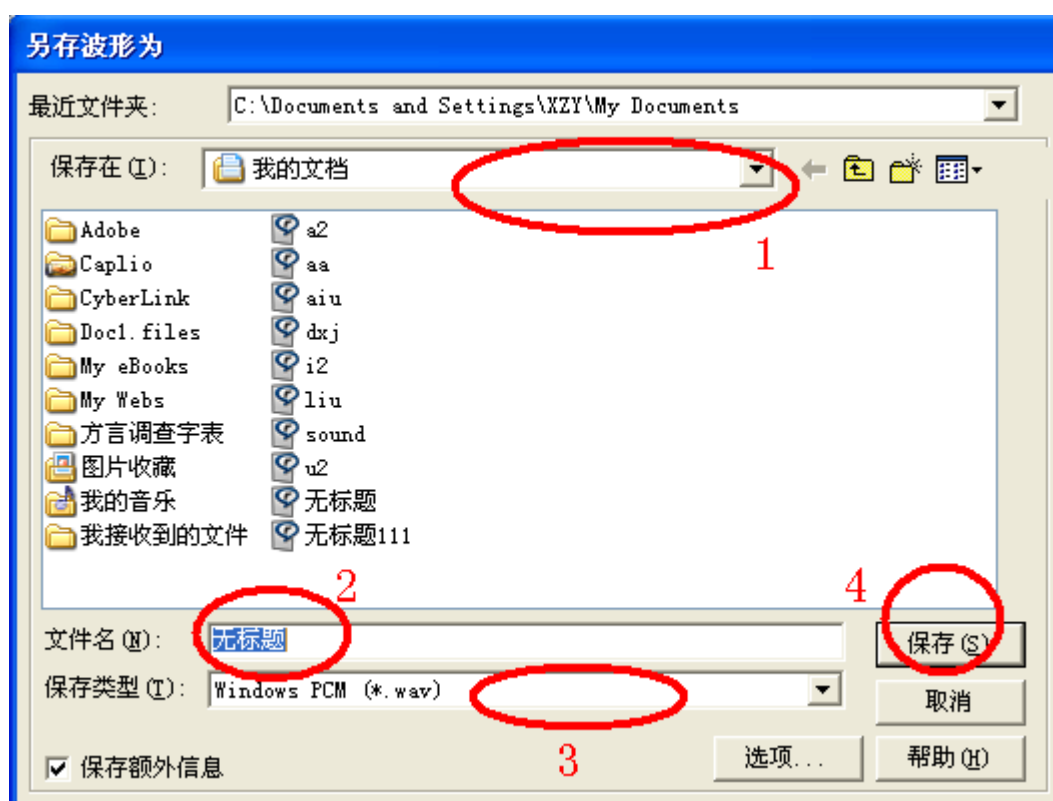 另存波形为
最近文件夹: C:\Documents and Settings\XZY\My Documents
保存在(I): 我的文档
1
Adobe a2
Caplio aa
CyberLink aiu
Doc1.files dxj
My eBooks i2
My Webs liu
方言调查字表 sound
图片收藏 u2
我的音乐 无标题
我接收到的文件 无标题111
2 4
文件名(N): 无标题 保存(S)
保存类型(T): Windows PCM (*.wav) 取消
3
保存额外信息 选项... 帮助(H)